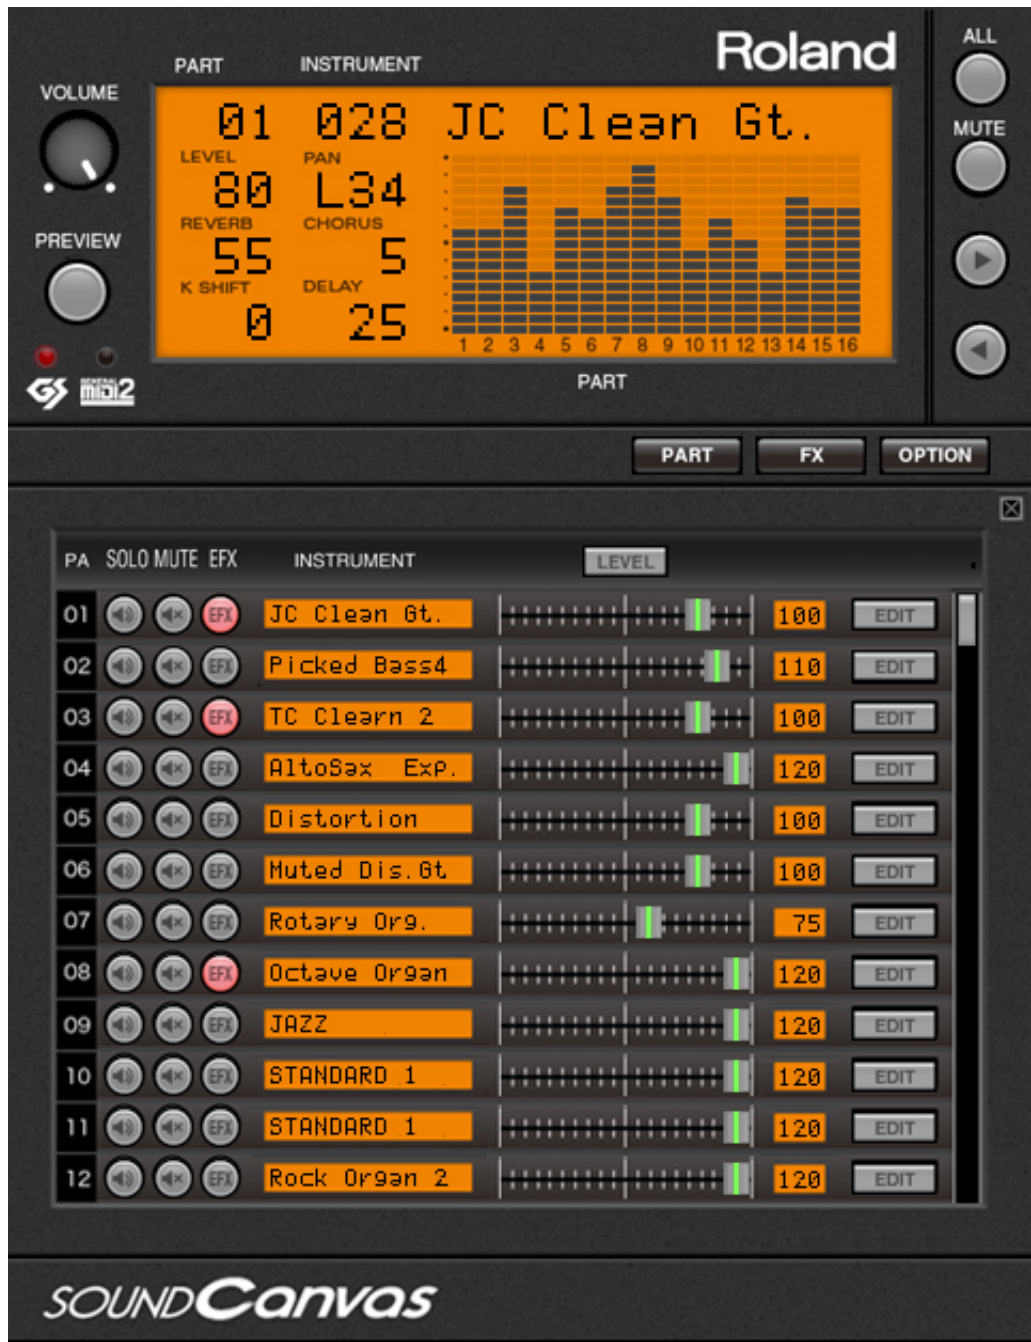 Roland
ALL
PART INSTRUMENT
VOLUME
01 028 JC Clean Gt.
MUTE
LEVEL PAN
80 L34
REVERB CHORUS
PREVIEW
55 5
K SHIFT DELAY
0 25
1 2 3 4 5 6 7 8 9 10 11 12 13 14 15 16
PART
GS GENERAL MIDI2
PART FX OPTION
PA SOLO MUTE EFX INSTRUMENT LEVEL
01 EFX JC Clean Gt. 100 EDIT
02 EFX Picked Bass4 110 EDIT
03 EFX TC Clearn 2 100 EDIT
04 EFX AltoSax Exp. 120 EDIT
05 EFX Distortion 100 EDIT
06 EFX Muted Dis.Gt 100 EDIT
07 EFX Rotary Org. 75 EDIT
08 EFX Octave Organ 120 EDIT
09 EFX JAZZ 120 EDIT
10 EFX STANDARD 1 120 EDIT
11 EFX STANDARD 1 120 EDIT
12 EFX Rock Organ 2 120 EDIT
SOUND Canvas